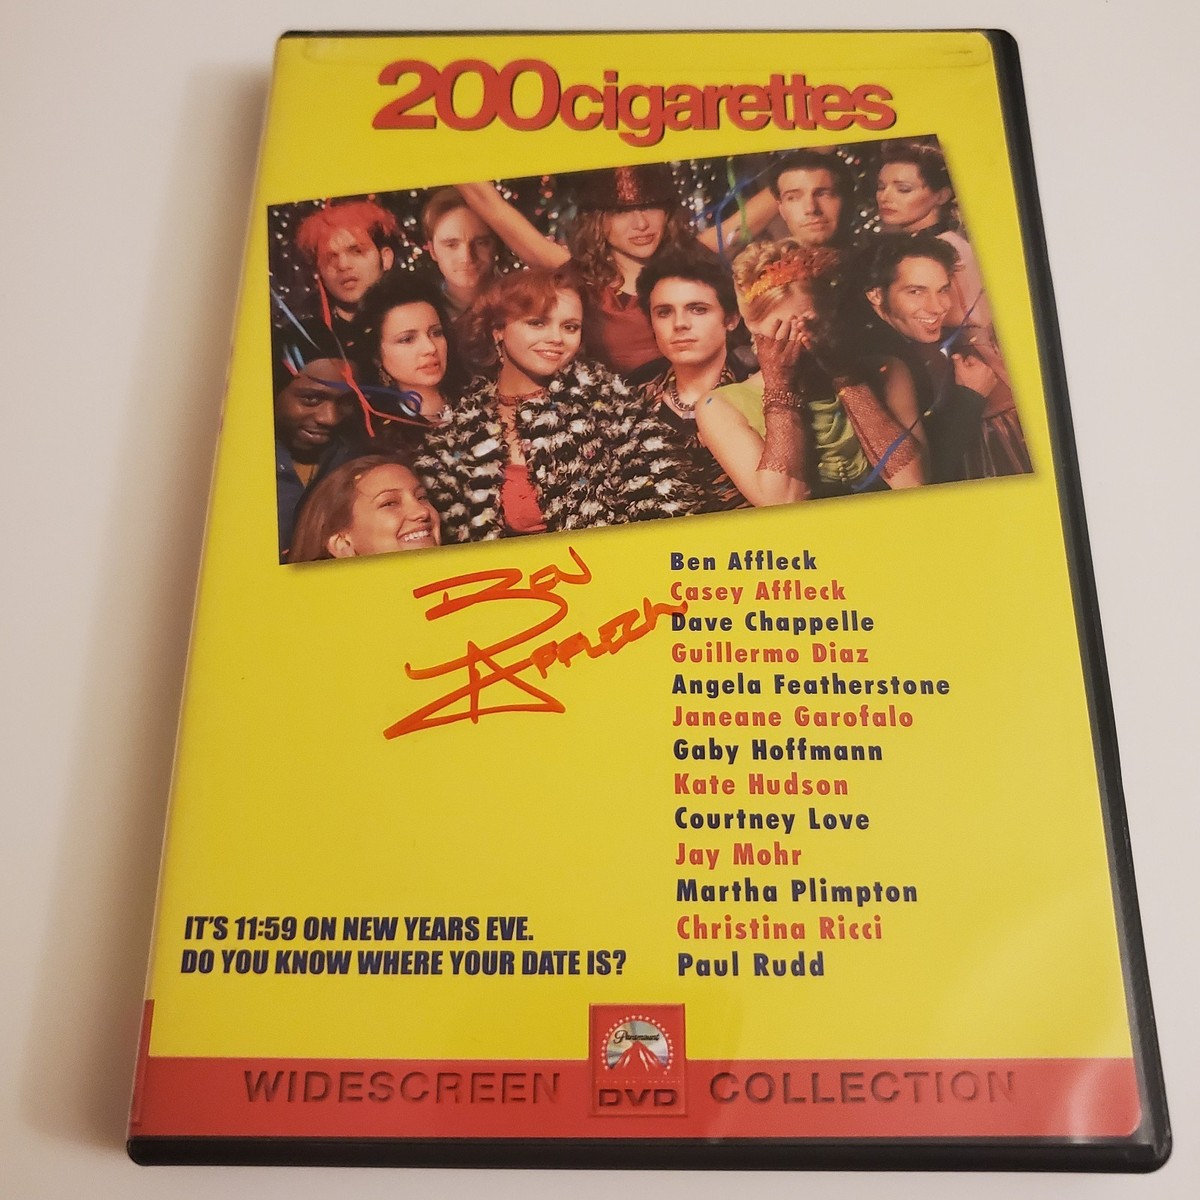 200cigarettes
Ben
Affleck
Ben Affleck
Casey Affleck
Dave Chappelle
Guillermo Diaz
Angela Featherstone
Janeane Garofalo
Gaby Hoffmann
Kate Hudson
Courtney Love
Jay Mohr
Martha Plimpton
Christina Ricci
Paul Rudd
IT'S 11:59 ON NEW YEARS EVE.
DO YOU KNOW WHERE YOUR DATE IS?
Paramount
WIDESCREEN DVD COLLECTION